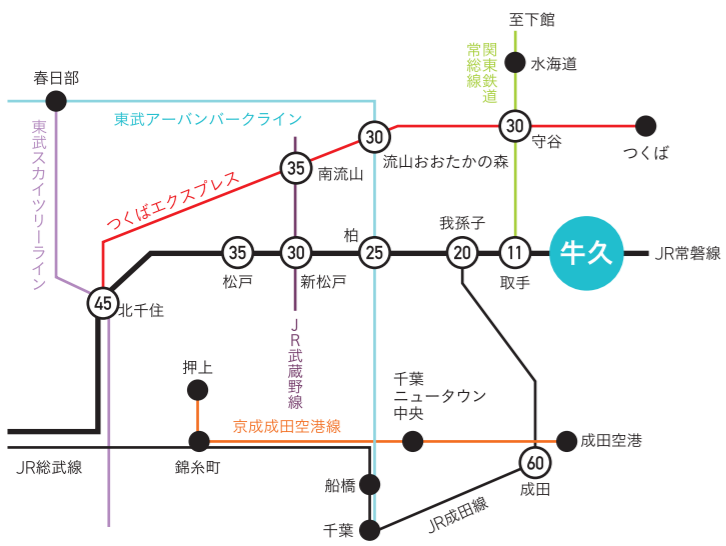 至下館
関東鉄道
常総線
水海道
春日部
東武アーバンパークライン
東武スカイツリーライン
つくばエクスプレス
35
南流山
30
流山おおたかの森
30
守谷
つくば
我孫子
柏
35
松戸
30
新松戸
25
20
11
取手
牛久
JR常磐線
45
北千住
JR武蔵野線
押上
千葉
ニュータウン
中央
京成成田空港線
成田空港
JR総武線
錦糸町
60
成田
船橋
千葉
JR成田線